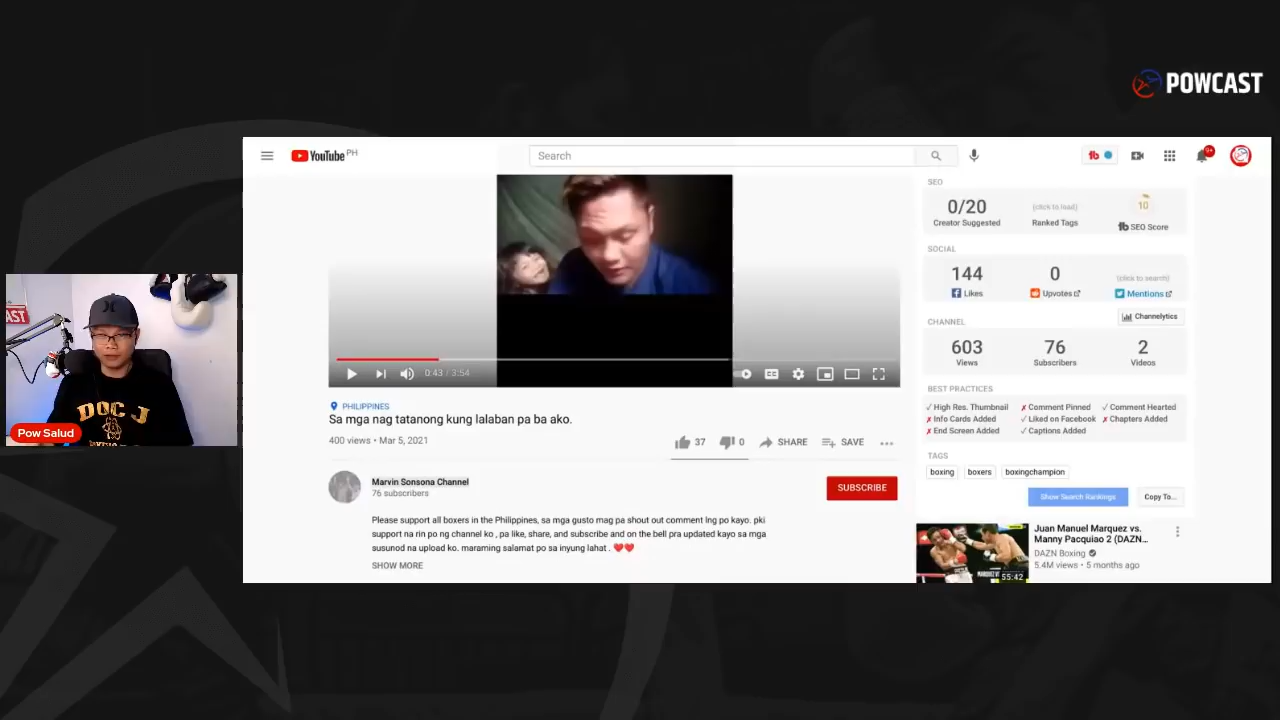 POWCAST
YouTube PH
Search
9+
SEO
0/20
Creator Suggested
(click to load)
Ranked Tags
10
SEO Score
SOCIAL
144
Likes
0
Upvotes
(click to search)
Mentions
CHANNEL
Channelytics
603
Views
76
Subscribers
2
Videos
BEST PRACTICES
✓ High Res. Thumbnail
✗ Comment Pinned
✓ Comment Hearted
✗ Info Cards Added
✓ Liked on Facebook
✗ Chapters Added
✗ End Screen Added
✓ Captions Added
TAGS
boxing
boxers
boxingchampion
Show Search Rankings
Copy To...
0:43 / 3:54
PHILIPPINES
Sa mga nag tatanong kung lalaban pa ba ako.
400 views • Mar 5, 2021
37
0
SHARE
SAVE
Marvin Sonsona Channel
76 subscribers
SUBSCRIBE
Please support all boxers in the Philippines, sa mga gusto mag pa shout out comment lng po kayo. pki
support na rin po ng channel ko , pa like, share, and subscribe and on the bell pra updated kayo sa mga
susunod na upload ko. maraming salamat po sa inyung lahat . ❤️❤️
SHOW MORE
Juan Manuel Marquez vs.
Manny Pacquiao 2 (DAZN...
DAZN Boxing
5.4M views • 5 months ago
55:42
AST
DOC J
Pow Salud